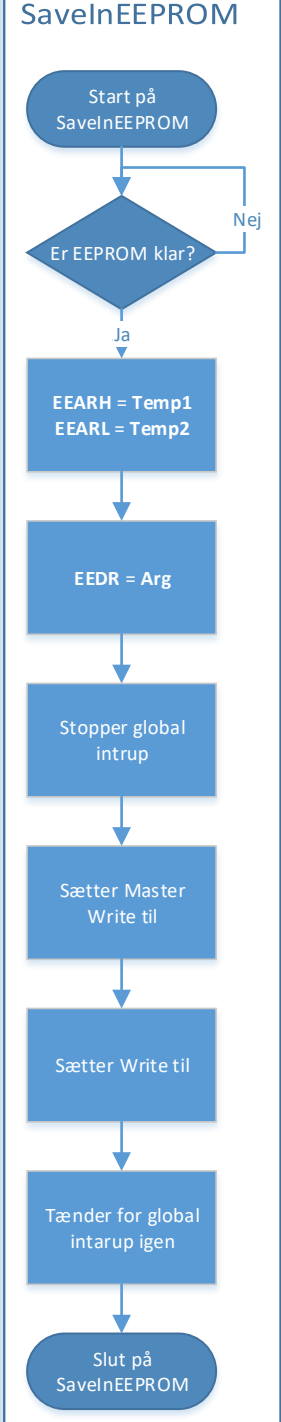 SaveInEEPROM
Start på
SaveInEEPROM
Nej
Er EEPROM klar?
Ja
EEARH = Temp1
EEARL = Temp2
EEDR = Arg
Stopper global
intrup
Sætter Master
Write til
Sætter Write til
Tænder for global
intarup igen
Slut på
SaveInEEPROM